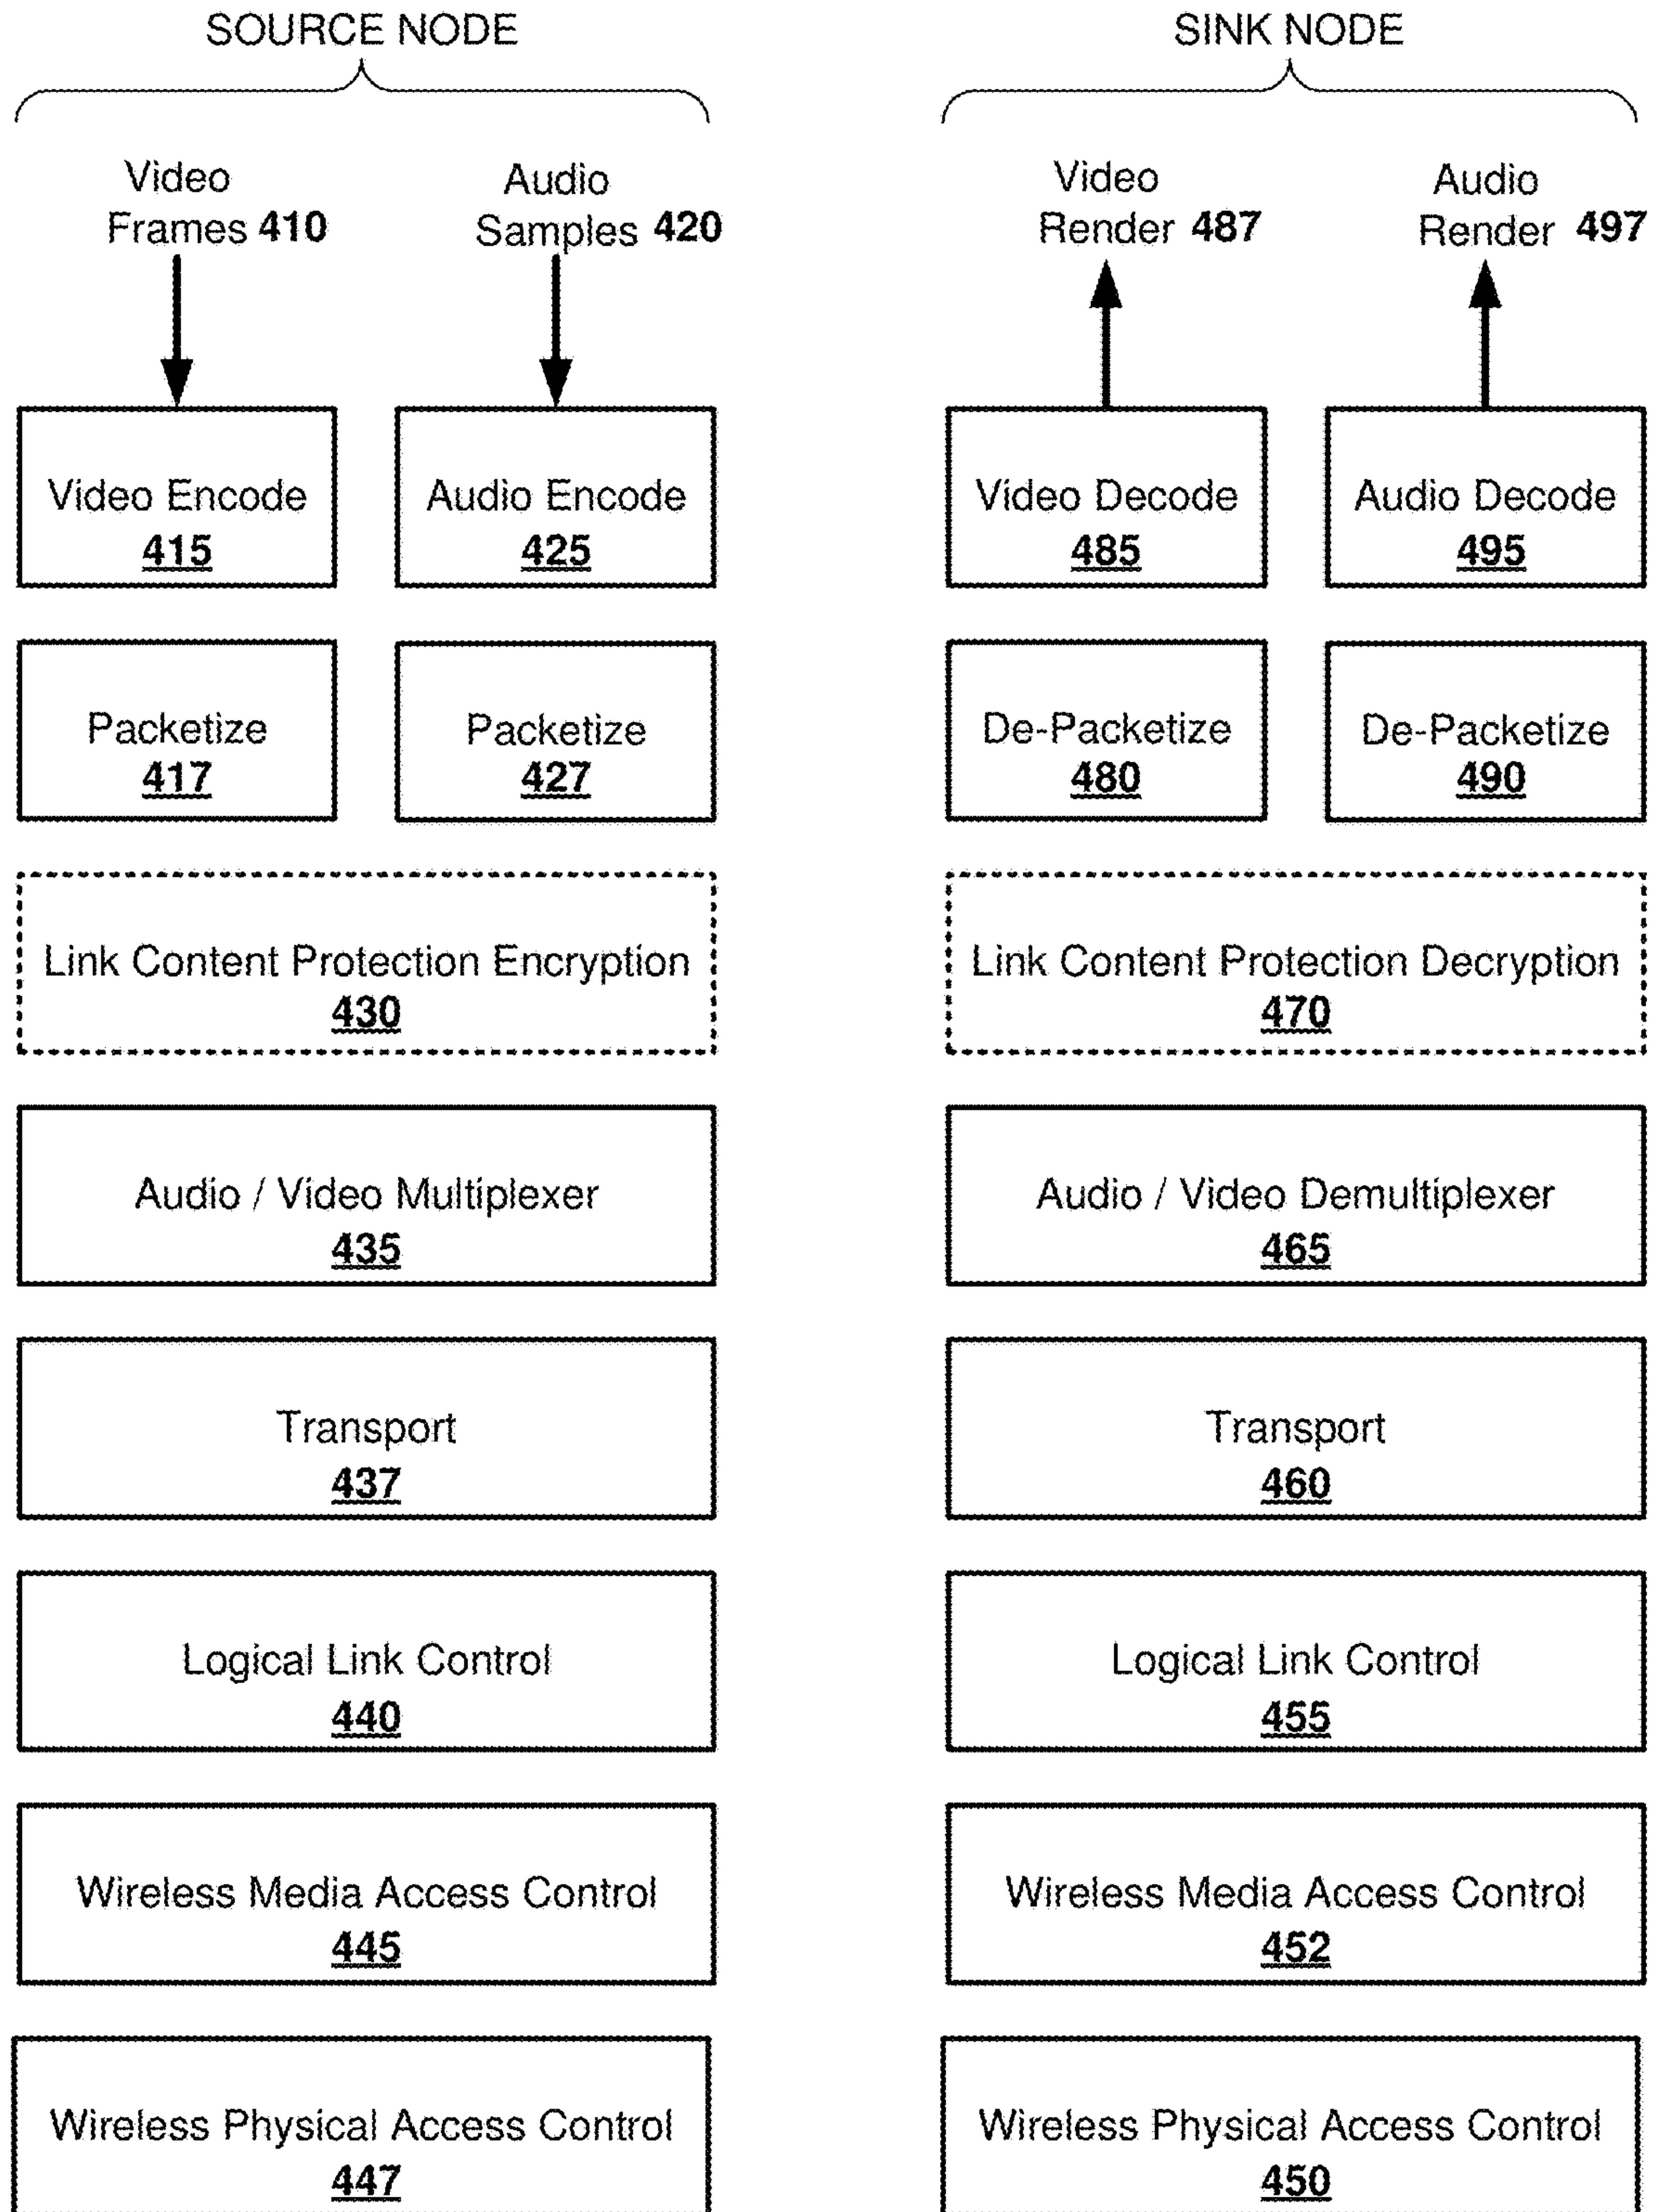 SOURCE NODE
Video
Frames 410
Audio
Samples 420
Video Encode
415
Audio Encode
425
Packetize
417
Packetize
427
Link Content Protection Encryption
430
Audio / Video Multiplexer
435
Transport
437
Logical Link Control
440
Wireless Media Access Control
445
Wireless Physical Access Control
447
SINK NODE
Video
Render 487
Audio
Render 497
Video Decode
485
Audio Decode
495
De-Packetize
480
De-Packetize
490
Link Content Protection Decryption
470
Audio / Video Demultiplexer
465
Transport
460
Logical Link Control
455
Wireless Media Access Control
452
Wireless Physical Access Control
450